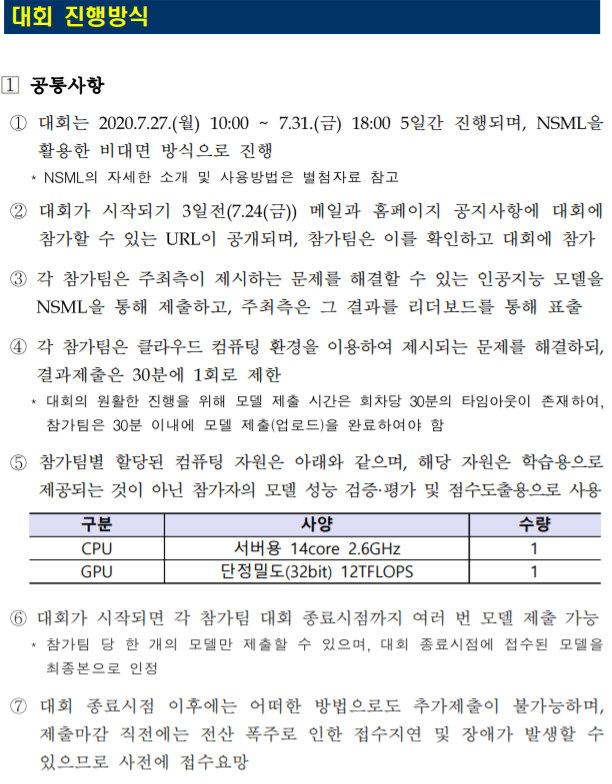 대회 진행방식
1 공통사항
① 대회는 2020.7.27.(월) 10:00 ~ 7.31.(금) 18:00 5일간 진행되며, NSML을
활용한 비대면 방식으로 진행
* NSML의 자세한 소개 및 사용방법은 별첨자료 참고
② 대회가 시작되기 3일전(7.24(금)) 메일과 홈페이지 공지사항에 대회에
참가할 수 있는 URL이 공개되며, 참가팀은 이를 확인하고 대회에 참가
③ 각 참가팀은 주최측이 제시하는 문제를 해결할 수 있는 인공지능 모델을
NSML을 통해 제출하고, 주최측은 그 결과를 리더보드를 통해 표출
④ 각 참가팀은 클라우드 컴퓨팅 환경을 이용하여 제시되는 문제를 해결하되,
결과제출은 30분에 1회로 제한
* 대회의 원활한 진행을 위해 모델 제출 시간은 회차당 30분의 타임아웃이 존재하여,
참가팀은 30분 이내에 모델 제출(업로드)을 완료하여야 함
⑤ 참가팀별 할당된 컴퓨팅 자원은 아래와 같으며, 해당 자원은 학습용으로
제공되는 것이 아닌 참가자의 모델 성능 검증·평가 및 점수도출용으로 사용
구분 사양 수량
CPU 서버용 14core 2.6GHz 1
GPU 단정밀도(32bit) 12TFLOPS 1
⑥ 대회가 시작되면 각 참가팀 대회 종료시점까지 여러 번 모델 제출 가능
* 참가팀 당 한 개의 모델만 제출할 수 있으며, 대회 종료시점에 접수된 모델을
최종본으로 인정
⑦ 대회 종료시점 이후에는 어떠한 방법으로도 추가제출이 불가능하며,
제출마감 직전에는 전산 폭주로 인한 접수지연 및 장애가 발생할 수
있으므로 사전에 접수요망